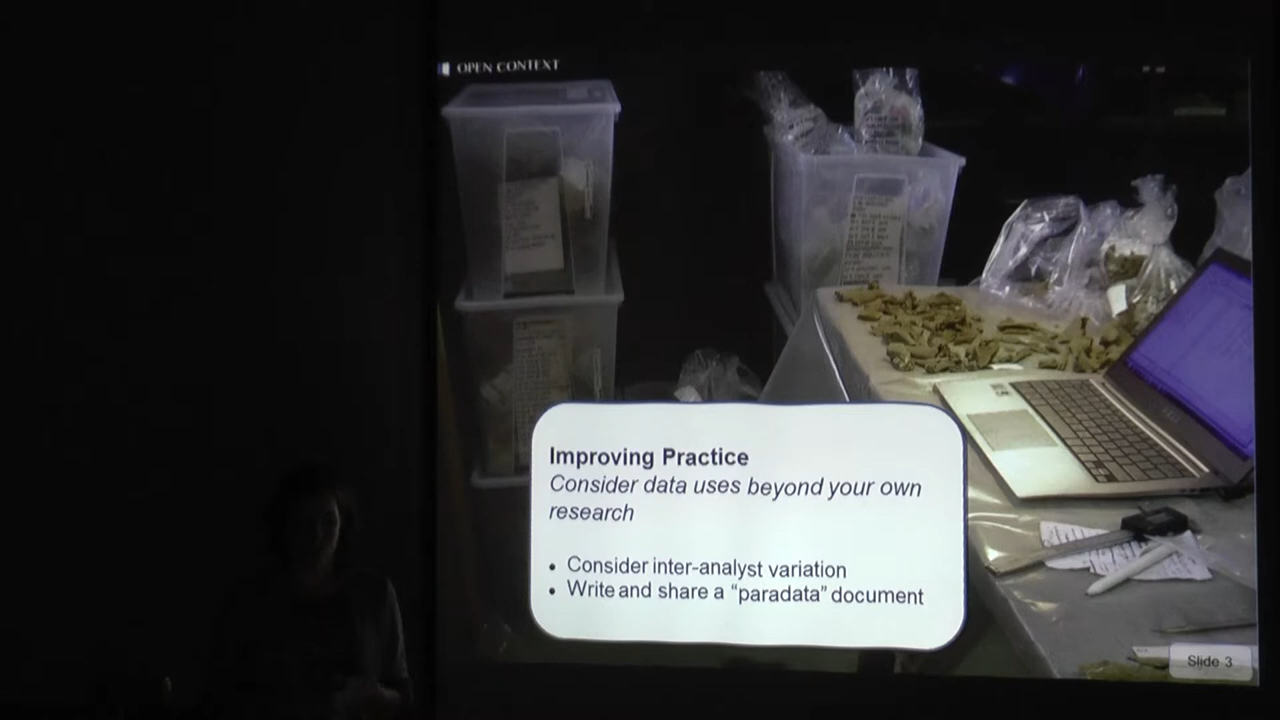 OPEN CONTEXT
Improving Practice
Consider data uses beyond your own
research
• Consider inter-analyst variation
• Write and share a “paradata” document
Slide 3